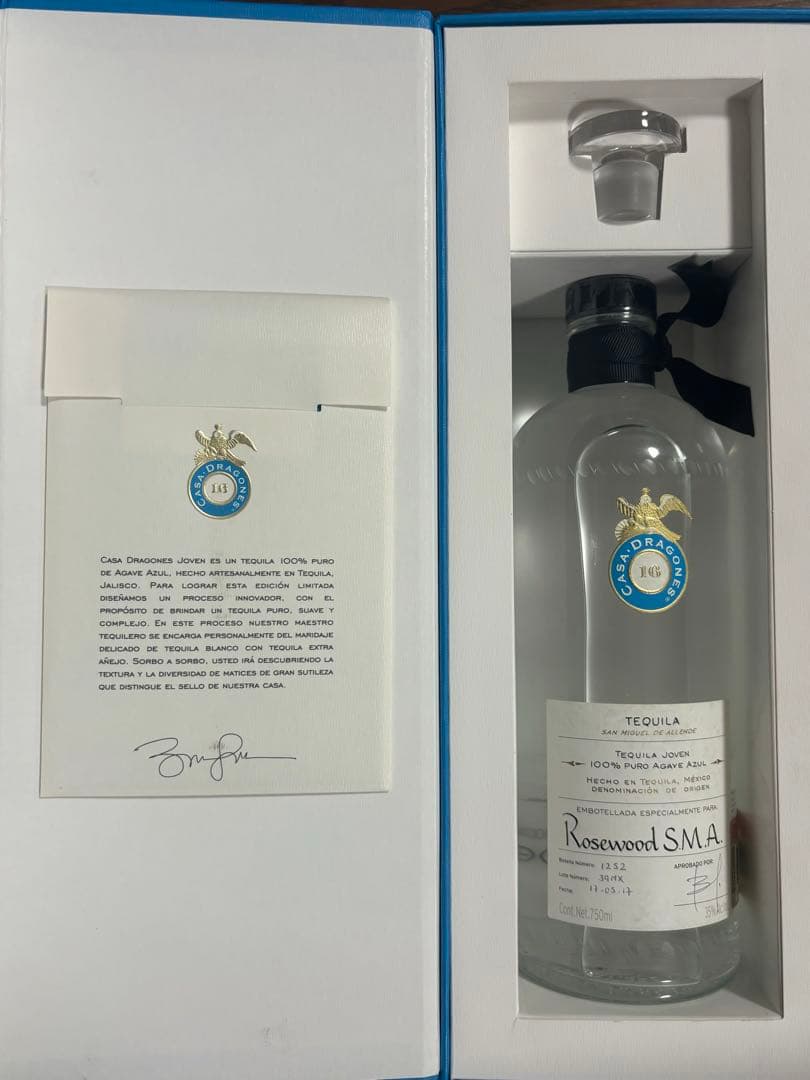 CASA DRAGONES
16
CASA DRAGONES JOVEN ES UN TEQUILA 100% PURO
DE AGAVE AZUL, HECHO ARTESANALMENTE EN TEQUILA,
JALISCO. PARA LOGRAR ESTA EDICIÓN LIMITADA
DISEÑAMOS UN PROCESO INNOVADOR, CON EL
PROPÓSITO DE BRINDAR UN TEQUILA PURO, SUAVE Y
COMPLEJO. EN ESTE PROCESO NUESTRO MAESTRO
TEQUILERO SE ENCARGA PERSONALMENTE DEL MARIDAJE
DELICADO DE TEQUILA BLANCO CON TEQUILA EXTRA
AÑEJO. SORBO A SORBO, USTED IRÁ DESCUBRIENDO LA
TEXTURA Y LA DIVERSIDAD DE MATICES DE GRAN SUTILEZA
QUE DISTINGUE EL SELLO DE NUESTRA CASA.
CASA·DRAGONES®
16
TEQUILA
SAN MIGUEL DE ALLENDE
TEQUILA JOVEN
100% PURO AGAVE AZUL
HECHO EN TEQUILA, MÉXICO
DENOMINACIÓN DE ORIGEN
EMBOTELLADA ESPECIALMENTE PARA:
Rosewood S.M.A.
Botella Número: 1252
APROBADO POR:
Lote Número: 39MX
Fecha: 17-05-17
Cont. Net. 750ml
35% Alc